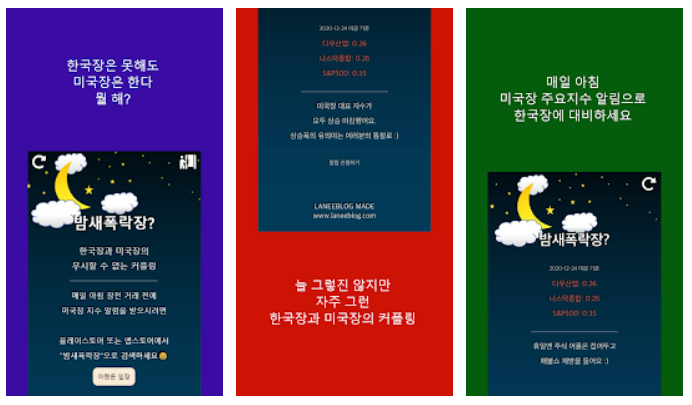 한국장은 못해도
미국장은 한다
뭘 해?
밤새폭락장?
한국장과 미국장의
무시할 수 없는 커플링
매일 아침 장전 거래 전에
미국장 지수 알림을 받으시려면
플레이스토어 또는 앱스토어에서
"밤새폭락장"으로 검색하세요
아무튼 입장
2020-12-24 마감 기준
다우산업: 0.26
나스닥종합: 0.26
S&P500: 0.35
미국장 대표 지수가
모두 상승 마감했어요.
상승폭의 유의미는 여러분의 통찰로 :)
알림 신청하기
LANEEBLOG MADE
www.laneeblog.com
늘 그렇진 않지만
자주 그런
한국장과 미국장의 커플링
매일 아침
미국장 주요지수 알림으로
한국장에 대비하세요
밤새폭락장?
2020-12-24 마감 기준
다우산업: 0.26
나스닥종합: 0.26
S&P500: 0.35
휴일엔 주식 어플은 접어두고
재방을 들어요 :)